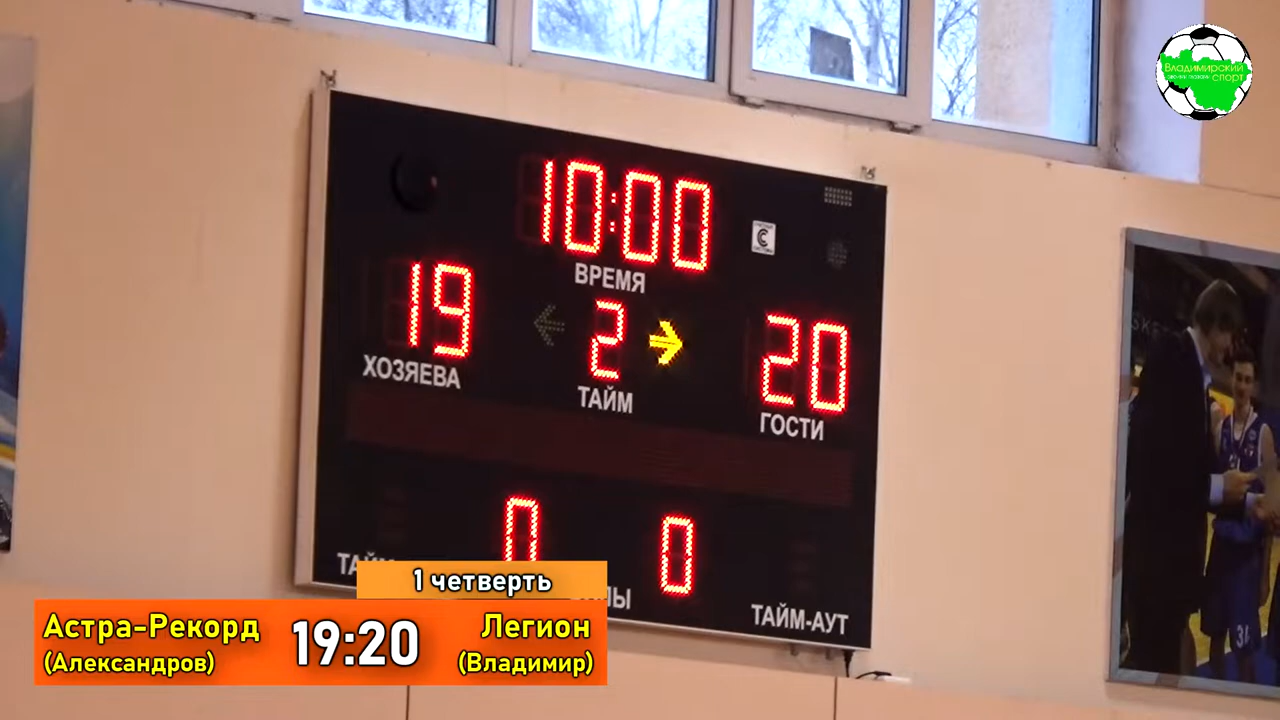 Владимирский
спорт
10:00
ВРЕМЯ
19
2
20
ХОЗЯЕВА
ТАЙМ
ГОСТИ
0
0
ТАЙМ-АУТ
1 четверть
Астра-Рекорд
19:20
Легион
(Александров)
(Владимир)